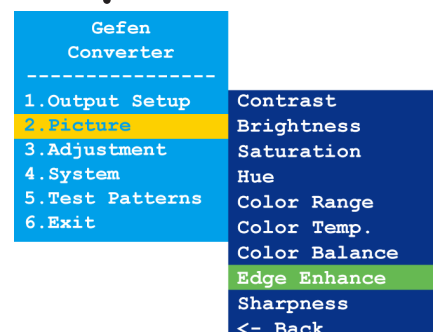 Gefen
Converter
----------------
1.Output Setup
2.Picture
3.Adjustment
4.System
5.Test Patterns
6.Exit
Contrast
Brightness
Saturation
Hue
Color Range
Color Temp.
Color Balance
Edge Enhance
Sharpness
<- Back